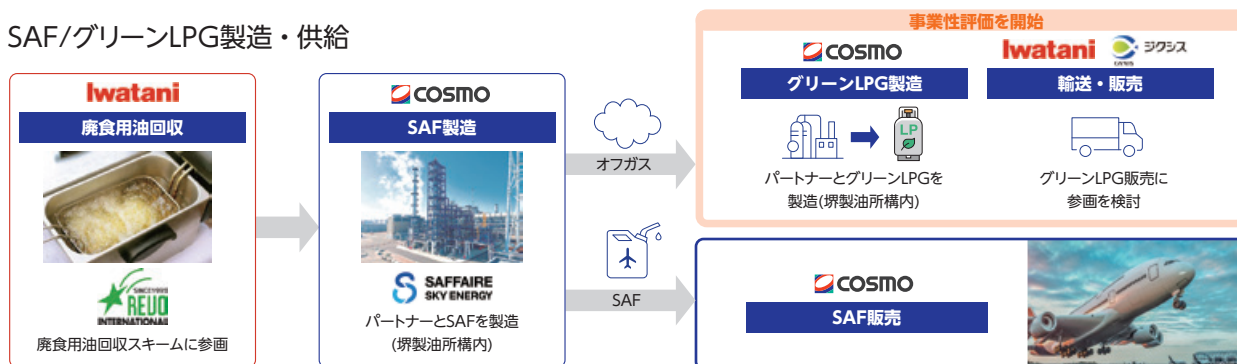 SAF/グリーンLPG製造・供給
Iwatani
廃食用油回収
SINCE1999
REVO
INTERNATIONAL
廃食用油回収スキームに参画
COSMO
SAF製造
SAFFAIRE
SKY ENERGY
パートナーとSAFを製造
(堺製油所構内)
オフガス
SAF
事業性評価を開始
COSMO
グリーンLPG製造
LP
パートナーとグリーンLPGを
製造(堺製油所構内)
Iwatani
ジクシス
輸送・販売
グリーンLPG販売に
参画を検討
COSMO
SAF販売